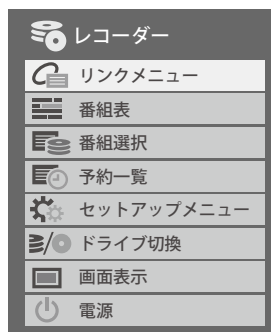 レコーダー
リンクメニュー
番組表
番組選択
予約一覧
セットアップメニュー
ドライブ切換
画面表示
電源